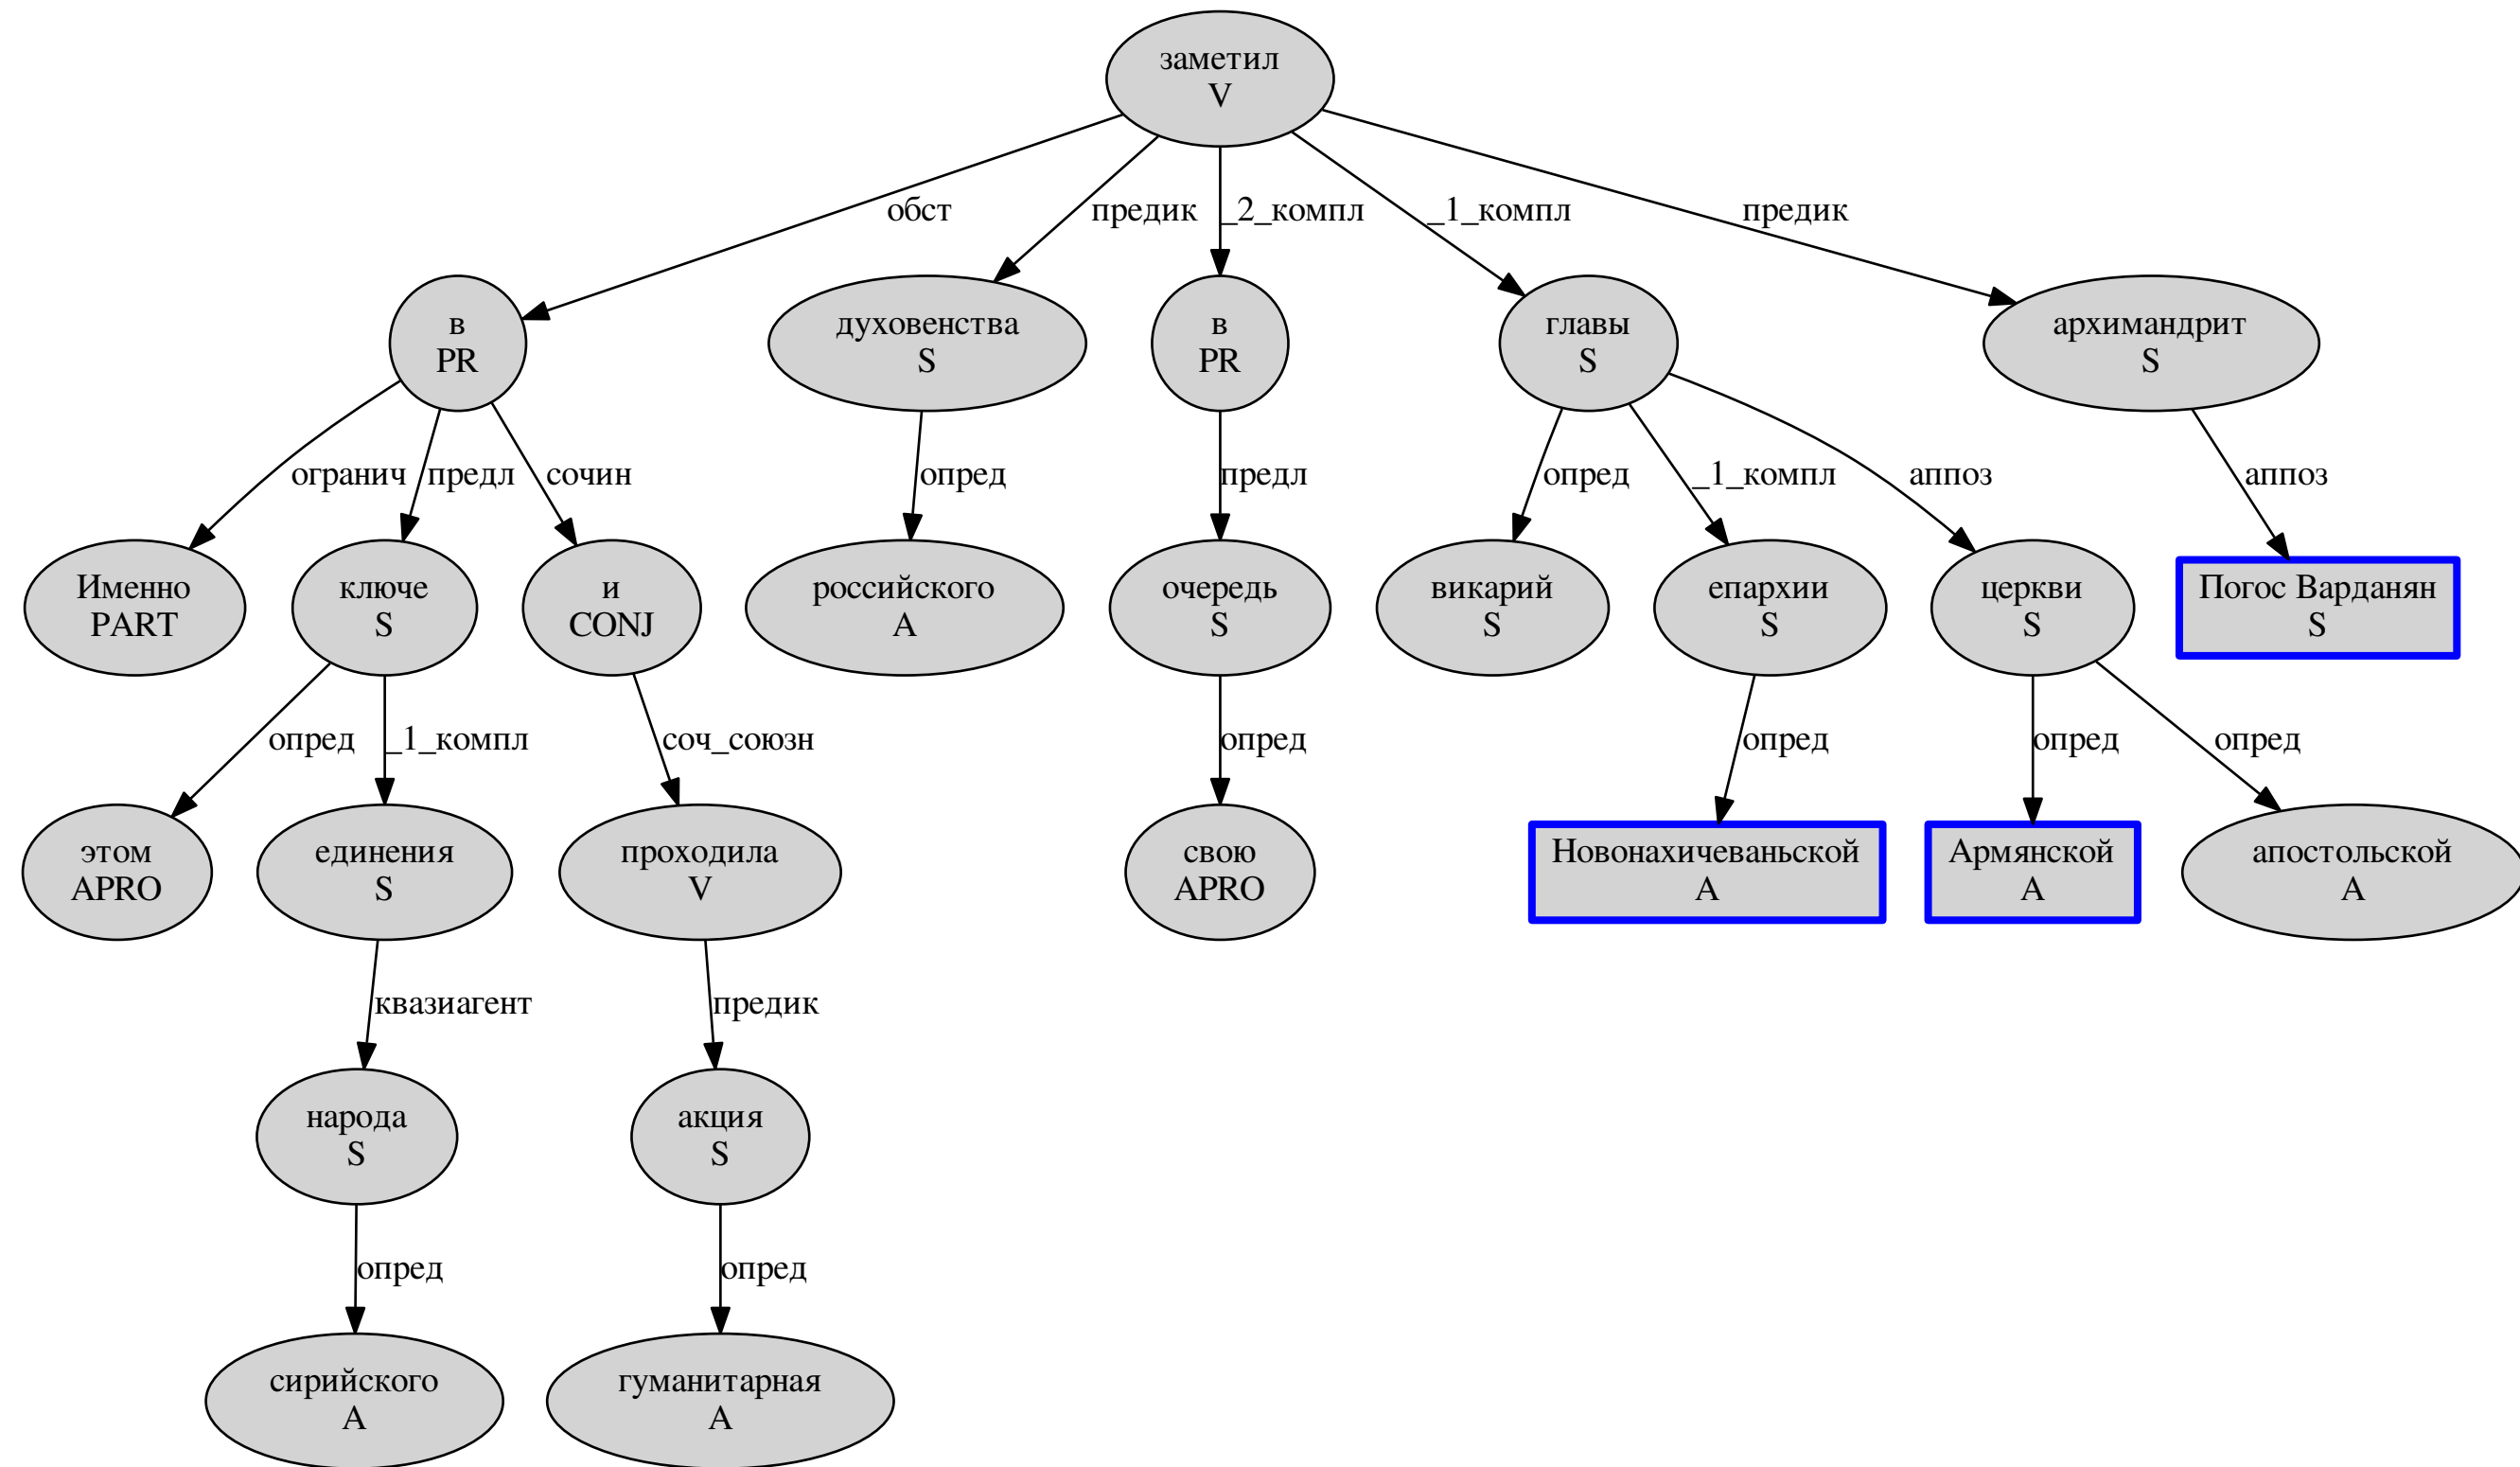 заметил
V
обст
предик
_2_компл
_1_компл
предик
в
PR
духовенства
S
в
PR
главы
S
архимандрит
S
огранич
предл
сочин
опред
предл
опред
_1_компл
аппоз
аппоз
Именно
PART
ключе
S
и
CONJ
российского
A
очередь
S
викарий
S
епархии
S
церкви
S
Погос Варданян
S
опред
_1_компл
соч_союзн
опред
опред
опред
опред
этом
APRO
единения
S
проходила
V
свою
APRO
Новонахичеваньской
A
Армянской
A
апостольской
A
квазиагент
предик
народа
S
акция
S
опред
опред
сирийского
A
гуманитарная
A